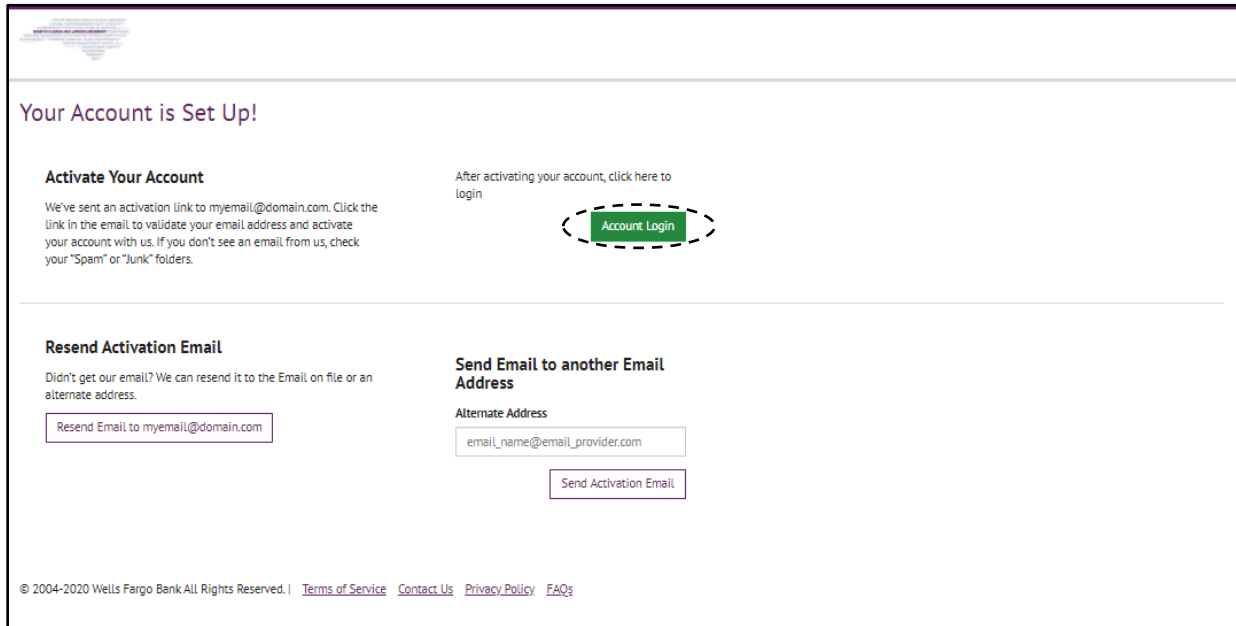 NORTH CAROLINA ePROCUREMENT
Your Account is Set Up!
Activate Your Account
We've sent an activation link to myemail@domain.com. Click the
link in the email to validate your email address and activate
your account with us. If you don't see an email from us, check
your "Spam" or "Junk" folders.
After activating your account, click here to
login
Account Login
Resend Activation Email
Didn't get our email? We can resend it to the Email on file or an
alternate address.
Resend Email to myemail@domain.com
Send Email to another Email
Address
Alternate Address
email_name@email_provider.com
Send Activation Email
© 2004-2020 Wells Fargo Bank All Rights Reserved. | Terms of Service Contact Us Privacy Policy FAQs